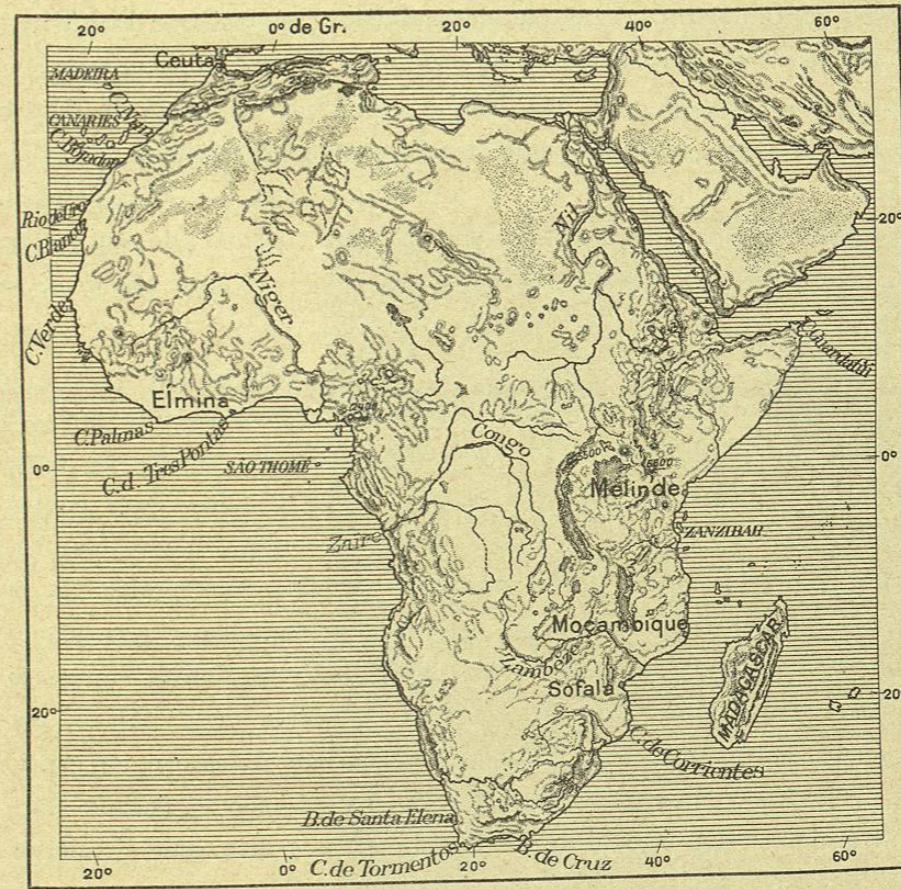 20°
0° de Gr.
20°
40°
60°
Ceuta
MADEIRA
C. Nun
CANARIES
C. Bojador
Rio de Uro
C. Blanco
20°
Nil
Niger
C. Verde
C. Guardafui
Elmina
C. Palmas
C. d. Tres Pontas
Congo
0°
SÃO THOMÉ
0°
Melinde
ZANZIBAR
Zaire
Moçambique
Zambeze
Sofala
MADAGASCAR
20°
20°
C. de Corrientes
B. de Santa Elena
C. de Tormentos
B. de Cruz
20°
0°
20°
40°
60°